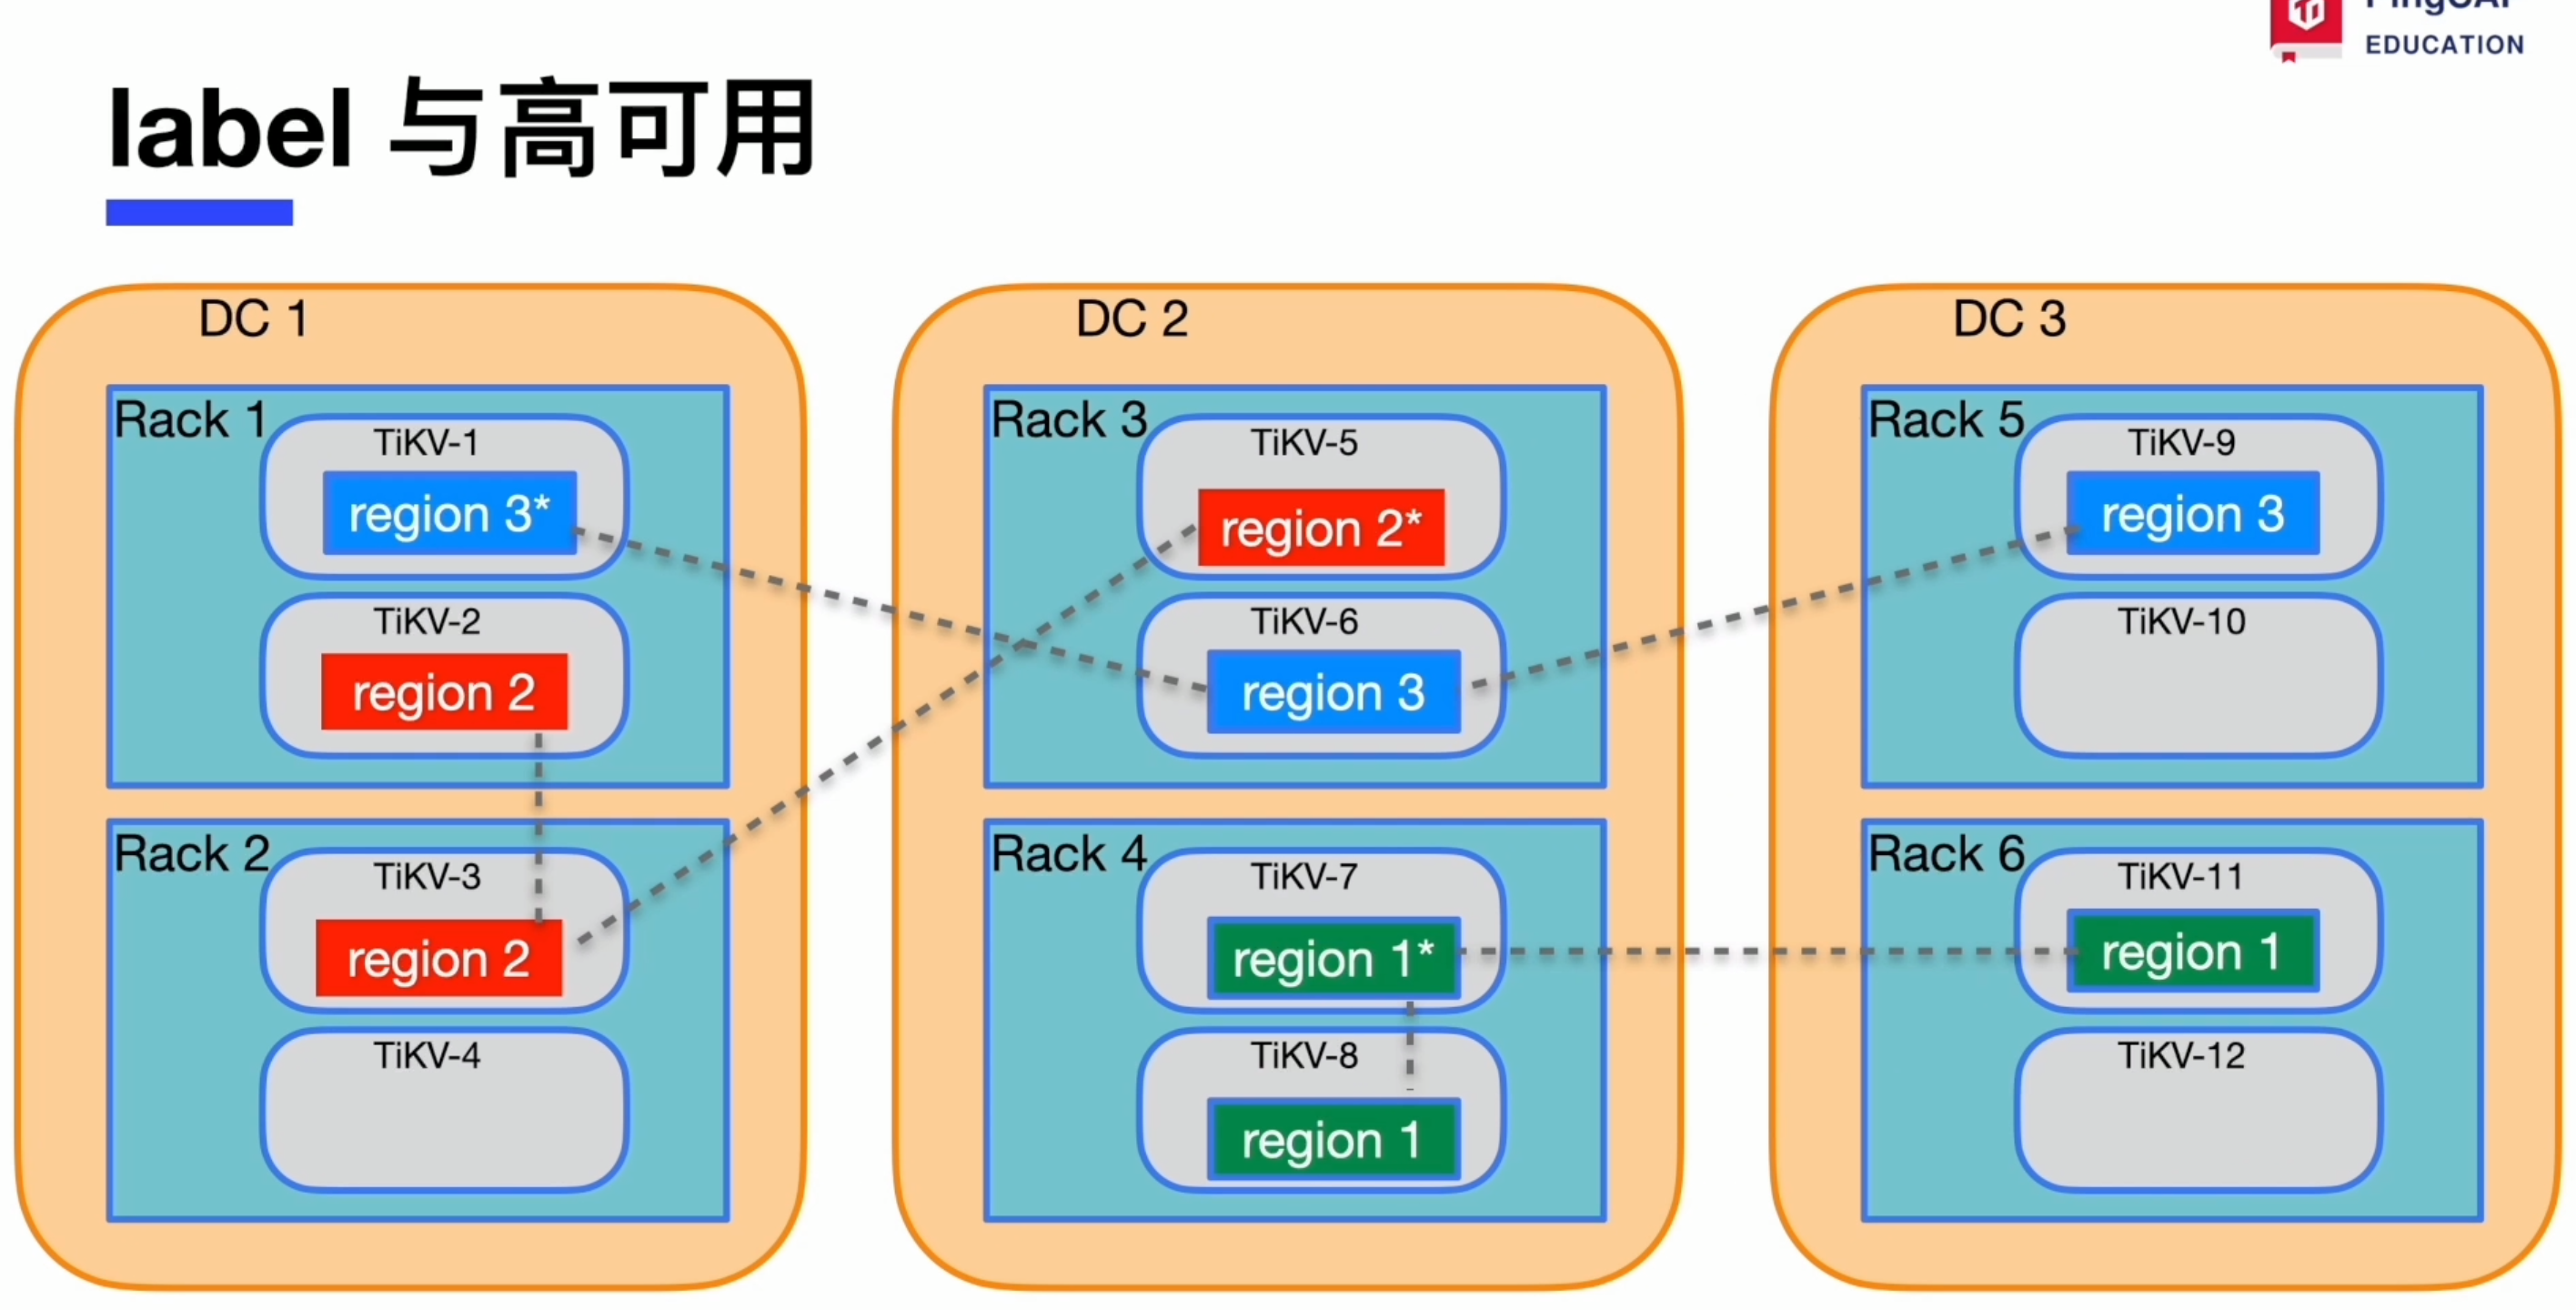 EDUCATION
label 与高可用
DC 1
Rack 1
TiKV-1
region 3*
TiKV-2
region 2
Rack 2
TiKV-3
region 2
TiKV-4
DC 2
Rack 3
TiKV-5
region 2*
TiKV-6
region 3
Rack 4
TiKV-7
region 1*
TiKV-8
region 1
DC 3
Rack 5
TiKV-9
region 3
TiKV-10
Rack 6
TiKV-11
region 1
TiKV-12